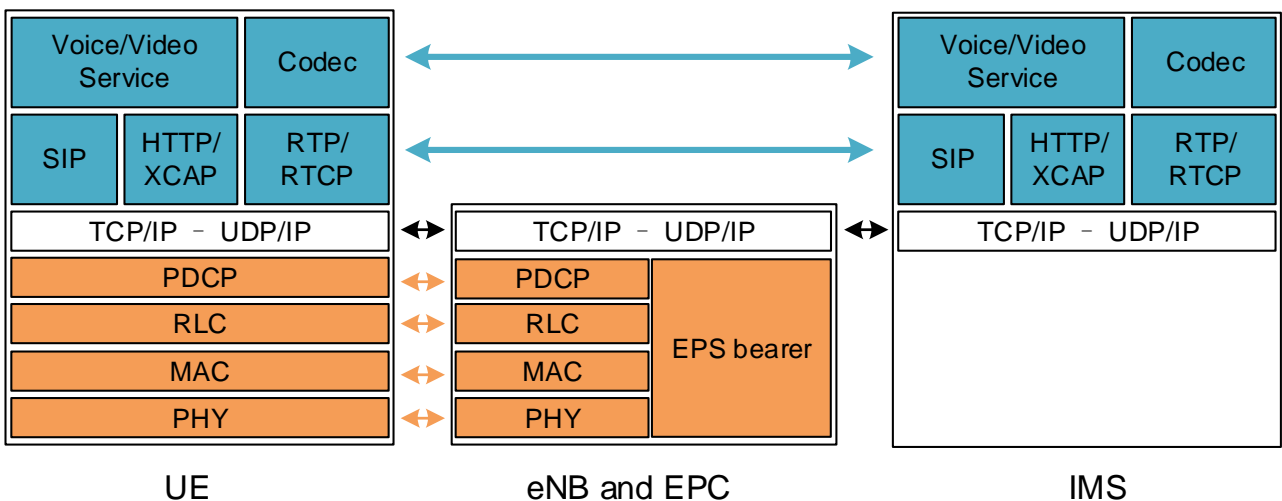 Voice/Video
Service
Codec
SIP
HTTP/
XCAP
RTP/
RTCP
TCP/IP – UDP/IP
PDCP
RLC
MAC
PHY
UE
TCP/IP – UDP/IP
PDCP
RLC
MAC
PHY
EPS bearer
eNB and EPC
Voice/Video
Service
Codec
SIP
HTTP/
XCAP
RTP/
RTCP
TCP/IP – UDP/IP
IMS